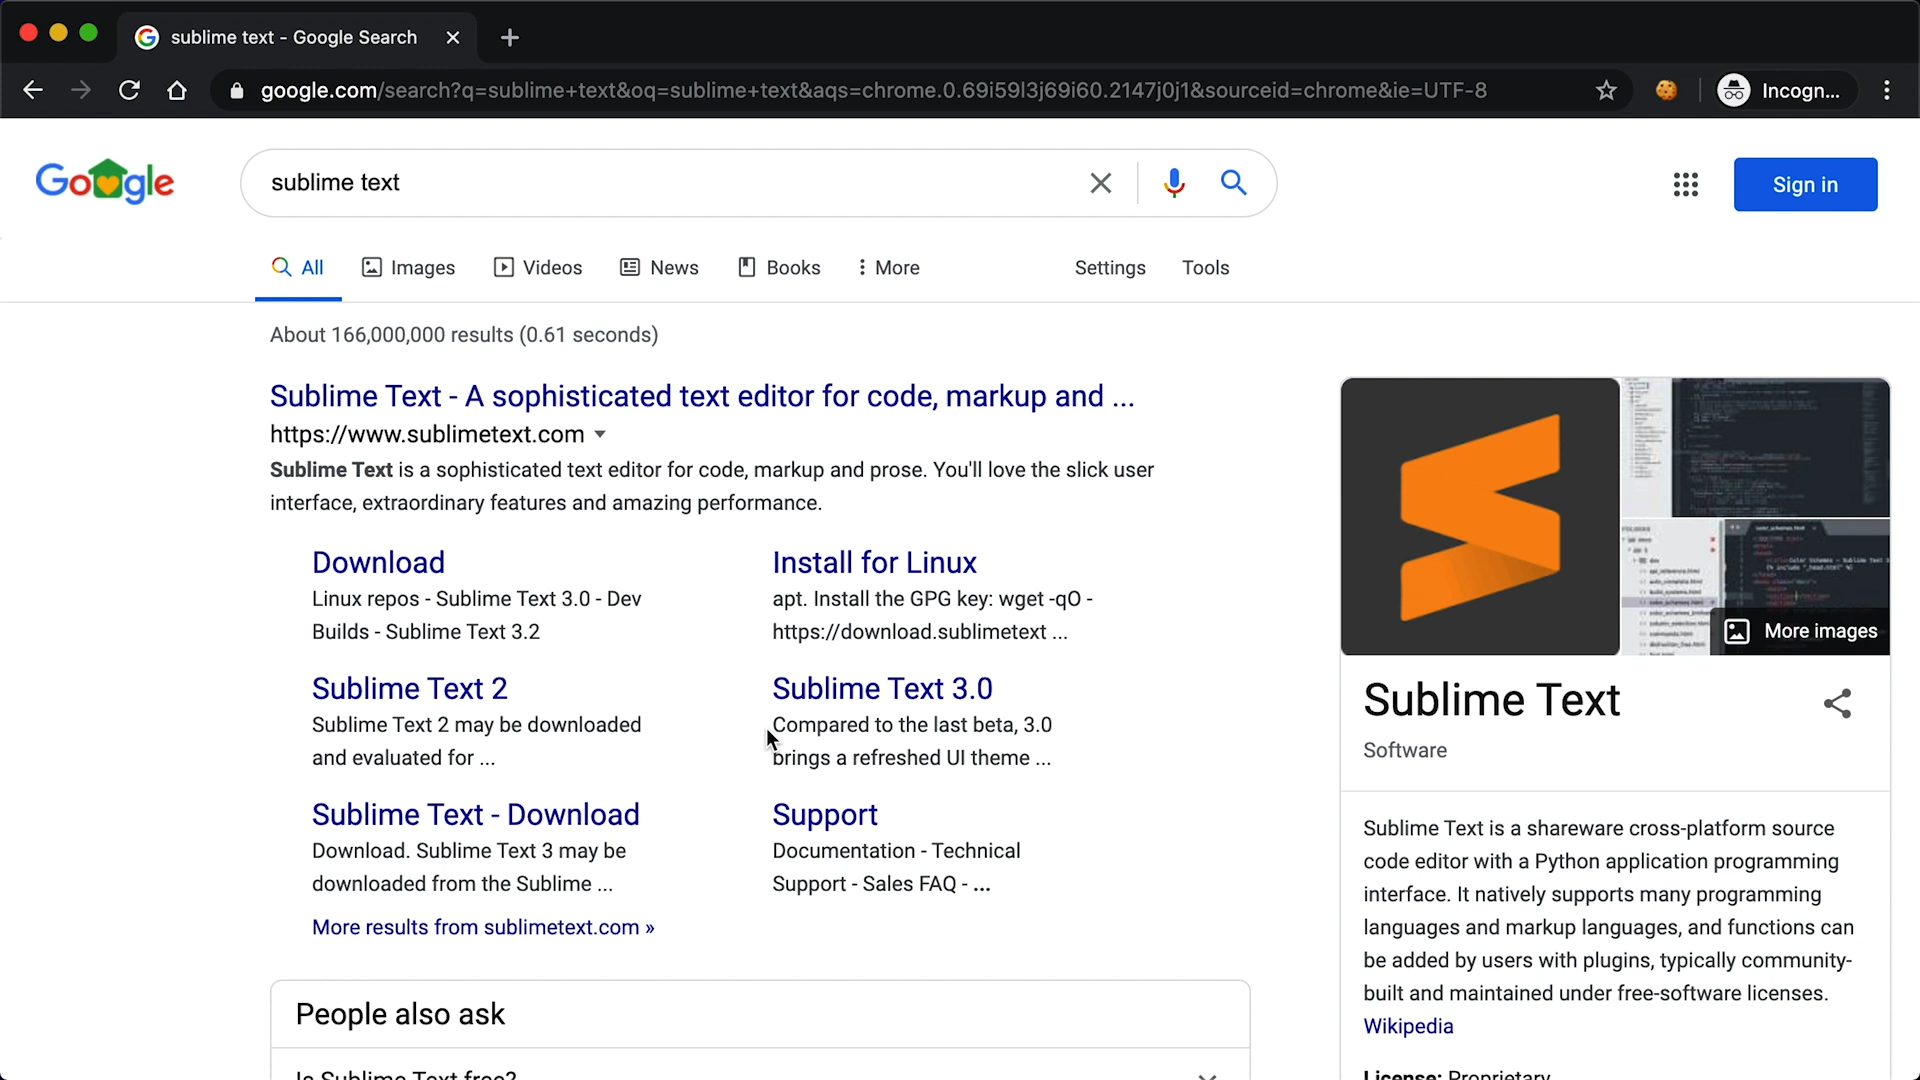 sublime text - Google Search
google.com/search?q=sublime+text&oq=sublime+text&aqs=chrome.0.69i59l3j69i60.2147j0j1&sourceid=chrome&ie=UTF-8
Incogn...
Google
sublime text
Sign in
All
Images
Videos
News
Books
More
Settings
Tools
About 166,000,000 results (0.61 seconds)
Sublime Text - A sophisticated text editor for code, markup and ...
https://www.sublimetext.com
Sublime Text is a sophisticated text editor for code, markup and prose. You'll love the slick user
interface, extraordinary features and amazing performance.
Download
Linux repos - Sublime Text 3.0 - Dev
Builds - Sublime Text 3.2
Install for Linux
apt. Install the GPG key: wget -qO -
https://download.sublimetext ...
Sublime Text 2
Sublime Text 2 may be downloaded
and evaluated for ...
Sublime Text 3.0
Compared to the last beta, 3.0
brings a refreshed UI theme ...
Sublime Text - Download
Download. Sublime Text 3 may be
downloaded from the Sublime ...
Support
Documentation - Technical
Support - Sales FAQ - ...
More results from sublimetext.com »
People also ask
Is Sublime Text free?
More images
Sublime Text
Software
Sublime Text is a shareware cross-platform source
code editor with a Python application programming
interface. It natively supports many programming
languages and markup languages, and functions can
be added by users with plugins, typically community-
built and maintained under free-software licenses.
Wikipedia
License: Proprietary